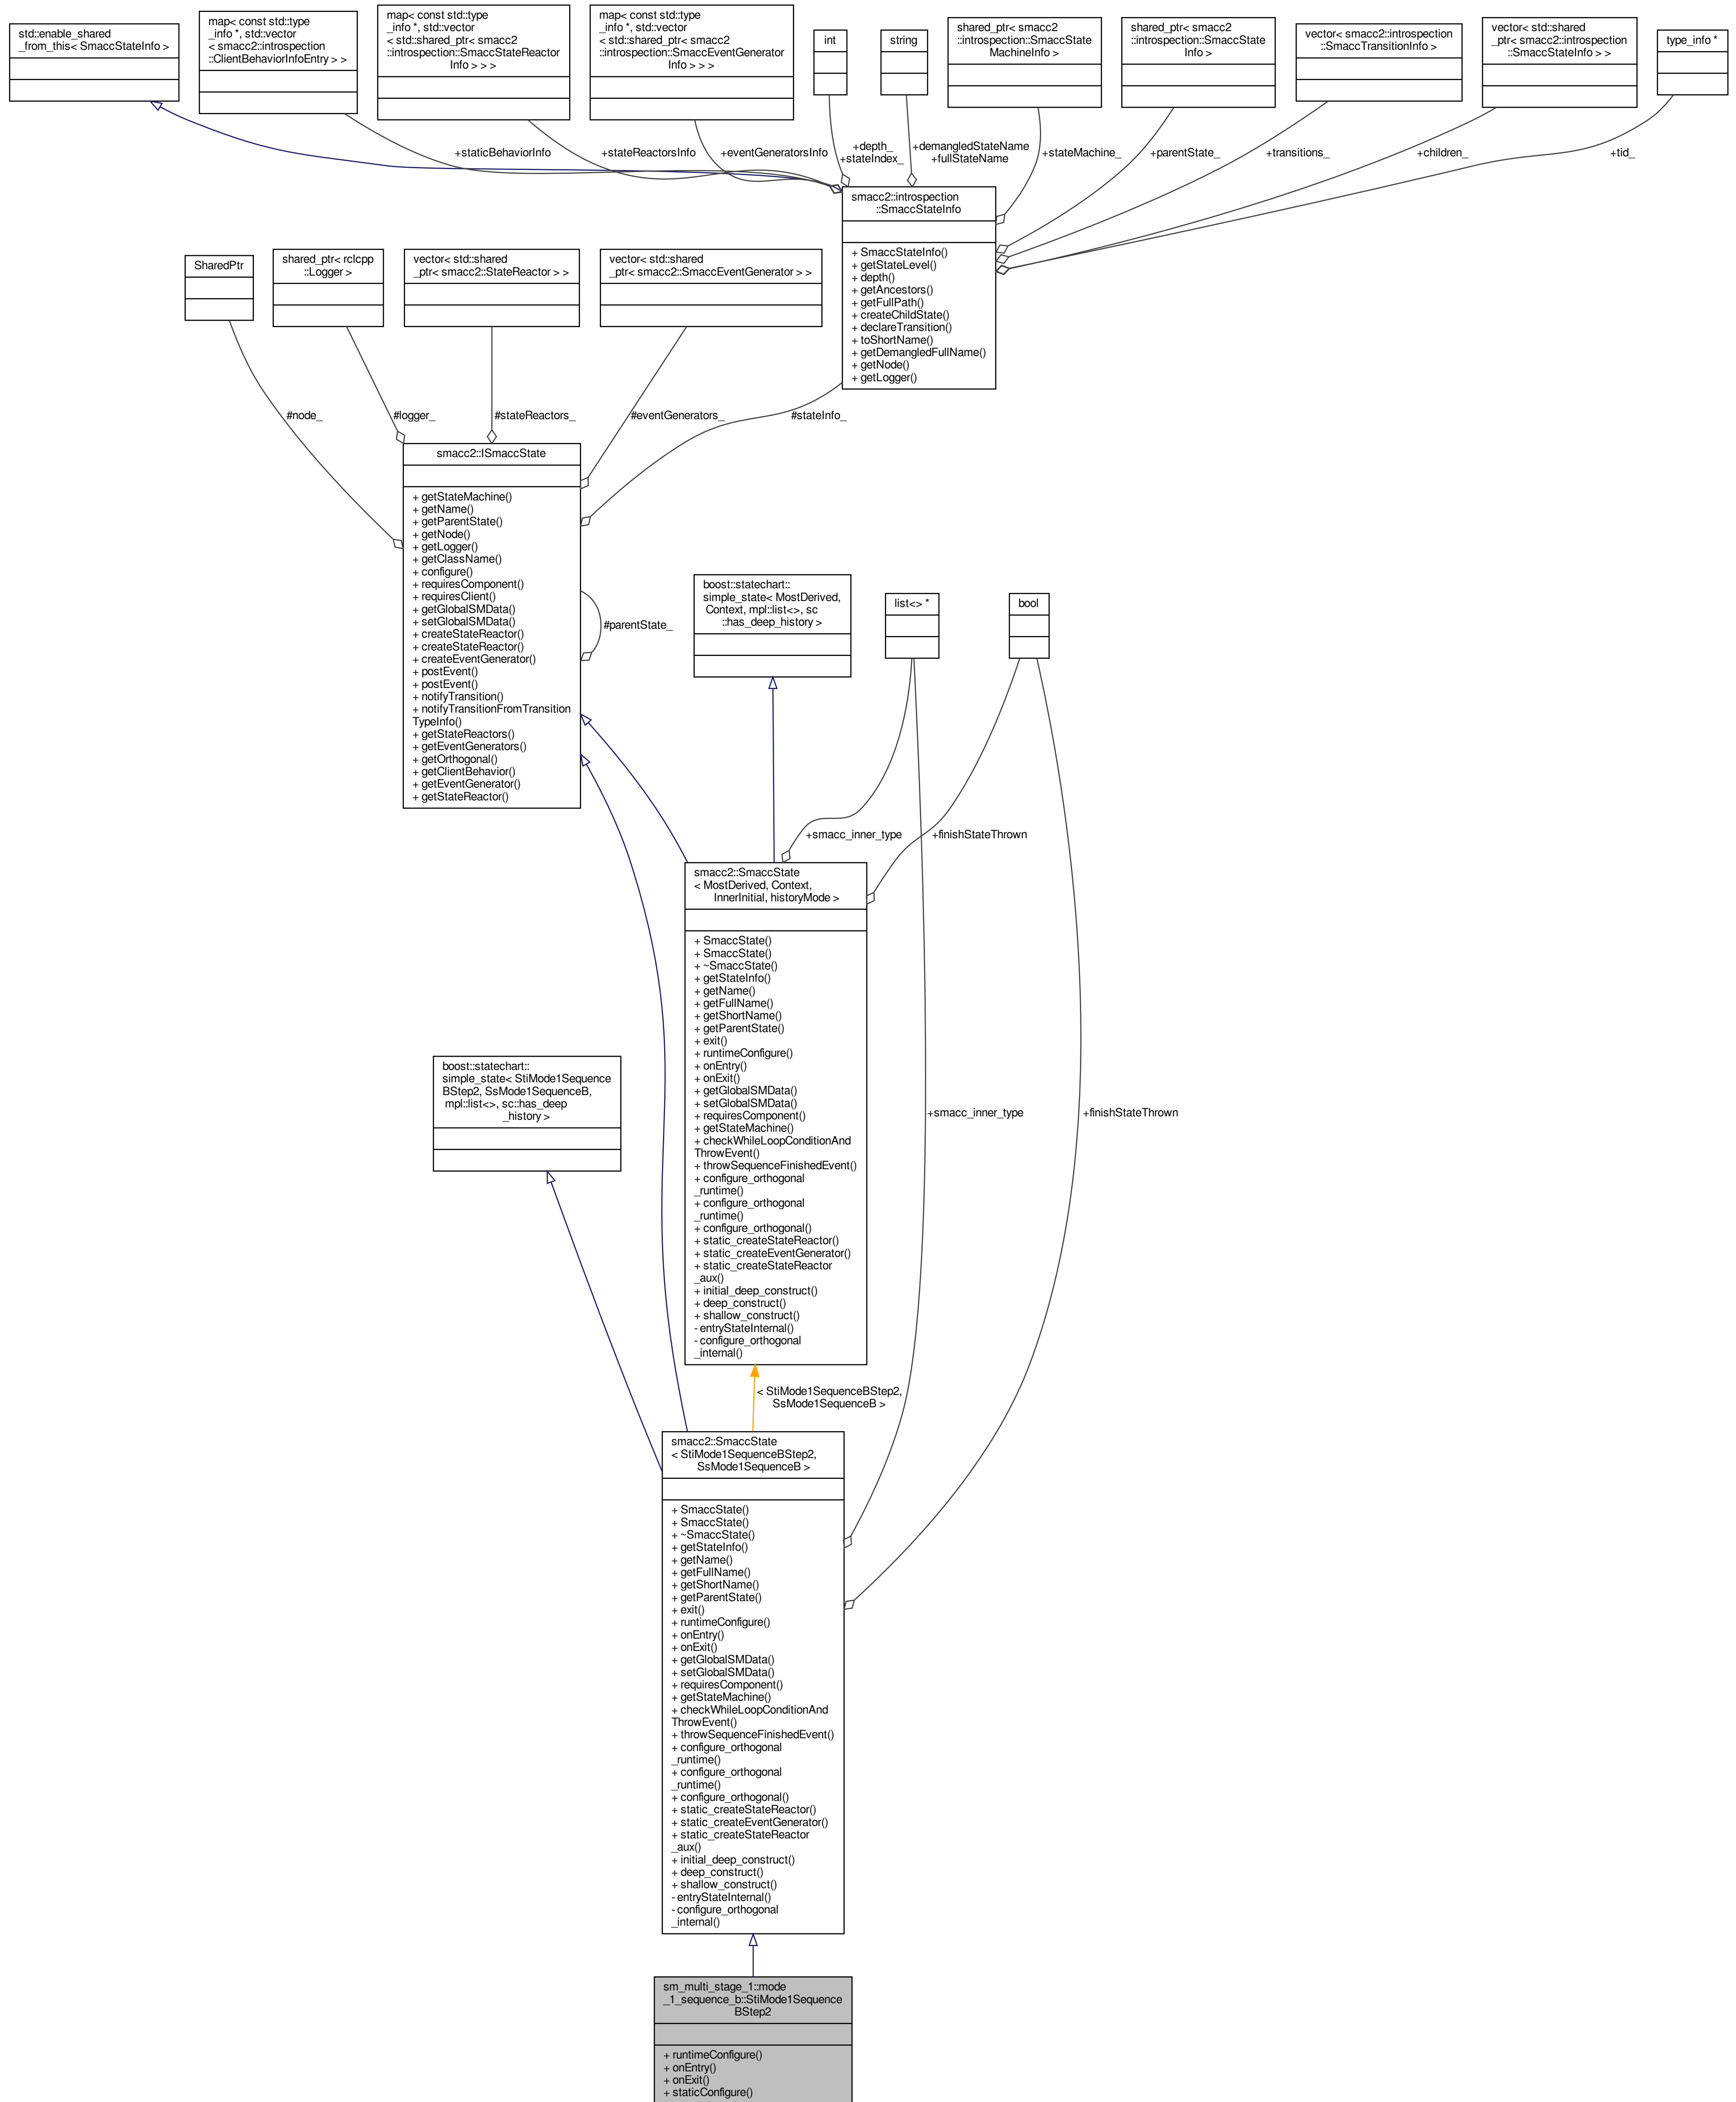 std::enable_shared
_from_this< SmaccStateInfo >
map< const std::type
_info *, std::vector
< smacc2::introspection
::ClientBehaviorInfoEntry > >
map< const std::type
_info *, std::vector
< std::shared_ptr< smacc2
::introspection::SmaccStateReactor
Info > > >
map< const std::type
_info *, std::vector
< std::shared_ptr< smacc2
::introspection::SmaccEventGenerator
Info > > >
int
string
shared_ptr< smacc2
::introspection::SmaccState
MachineInfo >
shared_ptr< smacc2
::introspection::SmaccState
Info >
vector< smacc2::introspection
::SmaccTransitionInfo >
vector< std::shared
_ptr< smacc2::introspection
::SmaccStateInfo > >
type_info *
+staticBehaviorInfo
+stateReactorsInfo
+eventGeneratorsInfo
+depth_
+stateIndex_
+demangledStateName
+fullStateName
+stateMachine_
+parentState_
+transitions_
+children_
+tid_
smacc2::introspection
::SmaccStateInfo
+ SmaccStateInfo()
+ getStateLevel()
+ depth()
+ getAncestors()
+ getFullPath()
+ createChildState()
+ declareTransition()
+ toShortName()
+ getDemangledFullName()
+ getNode()
+ getLogger()
SharedPtr
shared_ptr< rclcpp
::Logger >
vector< std::shared
_ptr< smacc2::StateReactor > >
vector< std::shared
_ptr< smacc2::SmaccEventGenerator > >
#node_
#logger_
#stateReactors_
#eventGenerators_
#stateInfo_
smacc2::ISmaccState
+ getStateMachine()
+ getName()
+ getParentState()
+ getNode()
+ getLogger()
+ getClassName()
+ configure()
+ requiresComponent()
+ requiresClient()
+ getGlobalSMData()
+ setGlobalSMData()
+ createStateReactor()
+ createStateReactor()
+ createEventGenerator()
+ postEvent()
+ postEvent()
+ notifyTransition()
+ notifyTransitionFromTransition
TypeInfo()
+ getStateReactors()
+ getEventGenerators()
+ getOrthogonal()
+ getClientBehavior()
+ getEventGenerator()
+ getStateReactor()
#parentState_
boost::statechart::
simple_state< MostDerived,
Context, mpl::list<>, sc
::has_deep_history >
list<> *
bool
+smacc_inner_type
+finishStateThrown
smacc2::SmaccState
< MostDerived, Context,
InnerInitial, historyMode >
+ SmaccState()
+ SmaccState()
+ ~SmaccState()
+ getStateInfo()
+ getName()
+ getFullName()
+ getShortName()
+ getParentState()
+ exit()
+ runtimeConfigure()
+ onEntry()
+ onExit()
+ getGlobalSMData()
+ setGlobalSMData()
+ requiresComponent()
+ getStateMachine()
+ checkWhileLoopConditionAnd
ThrowEvent()
+ throwSequenceFinishedEvent()
+ configure_orthogonal
_runtime()
+ configure_orthogonal
_runtime()
+ configure_orthogonal()
+ static_createStateReactor()
+ static_createEventGenerator()
+ static_createStateReactor
_aux()
+ initial_deep_construct()
+ deep_construct()
+ shallow_construct()
- entryStateInternal()
- configure_orthogonal
_internal()
boost::statechart::
simple_state< StiMode1Sequence
BStep2, SsMode1SequenceB,
mpl::list<>, sc::has_deep
_history >
+smacc_inner_type
+finishStateThrown
< StiMode1SequenceBStep2,
SsMode1SequenceB >
smacc2::SmaccState
< StiMode1SequenceBStep2,
SsMode1SequenceB >
+ SmaccState()
+ SmaccState()
+ ~SmaccState()
+ getStateInfo()
+ getName()
+ getFullName()
+ getShortName()
+ getParentState()
+ exit()
+ runtimeConfigure()
+ onEntry()
+ onExit()
+ getGlobalSMData()
+ setGlobalSMData()
+ requiresComponent()
+ getStateMachine()
+ checkWhileLoopConditionAnd
ThrowEvent()
+ throwSequenceFinishedEvent()
+ configure_orthogonal
_runtime()
+ configure_orthogonal
_runtime()
+ configure_orthogonal()
+ static_createStateReactor()
+ static_createEventGenerator()
+ static_createStateReactor
_aux()
+ initial_deep_construct()
+ deep_construct()
+ shallow_construct()
- entryStateInternal()
- configure_orthogonal
_internal()
sm_multi_stage_1::mode
_1_sequence_b::StiMode1Sequence
BStep2
+ runtimeConfigure()
+ onEntry()
+ onExit()
+ staticConfigure()